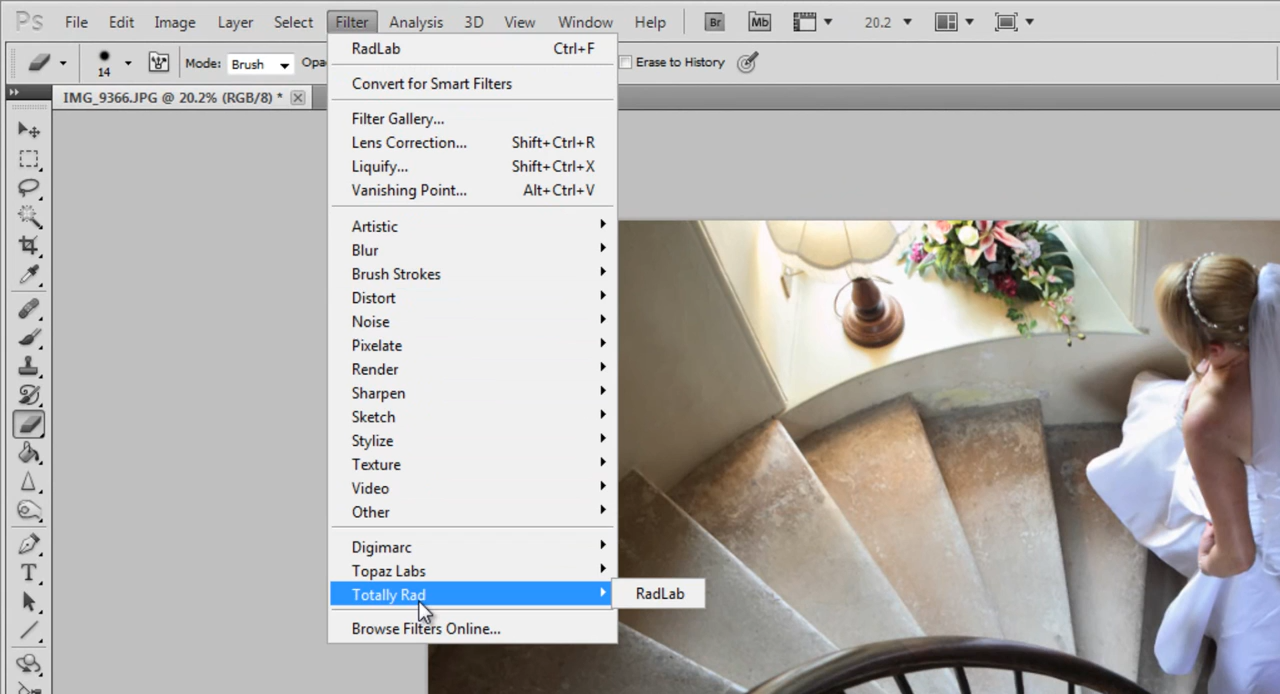 Ps File Edit Image Layer Select Filter Analysis 3D View Window Help Br Mb 20.2
14 Mode: Brush Opa Erase to History
IMG_9366.JPG @ 20.2% (RGB/8) *
RadLab Ctrl+F
Convert for Smart Filters
Filter Gallery...
Lens Correction... Shift+Ctrl+R
Liquify... Shift+Ctrl+X
Vanishing Point... Alt+Ctrl+V
Artistic
Blur
Brush Strokes
Distort
Noise
Pixelate
Render
Sharpen
Sketch
Stylize
Texture
Video
Other
Digimarc
Topaz Labs
Totally Rad RadLab
Browse Filters Online...
T